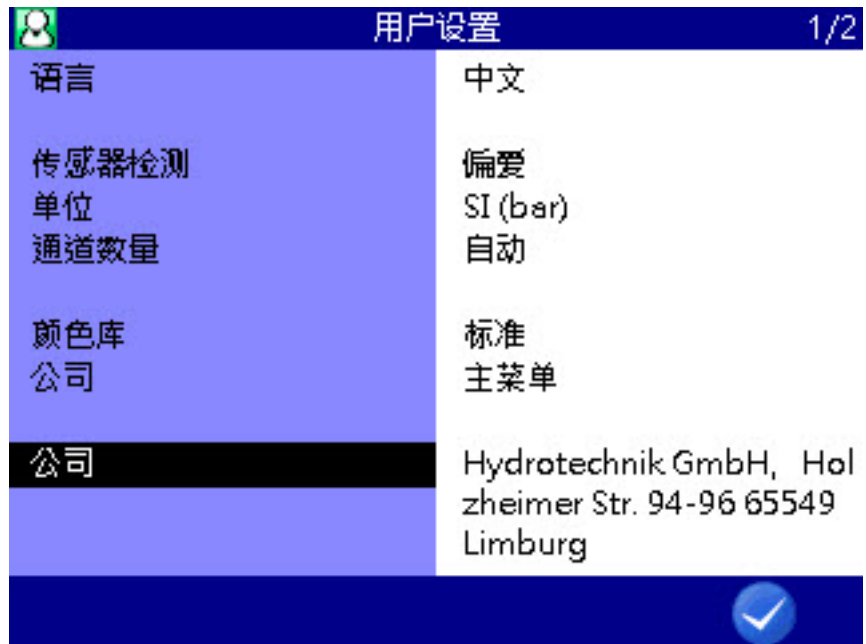 用户设置 1/2
语言 中文
传感器检测 偏爱
单位 SI (bar)
通道数量 自动
颜色库 标准
公司 主菜单
公司 Hydrotechnik GmbH, Hol
zheimer Str. 94-96 65549
Limburg